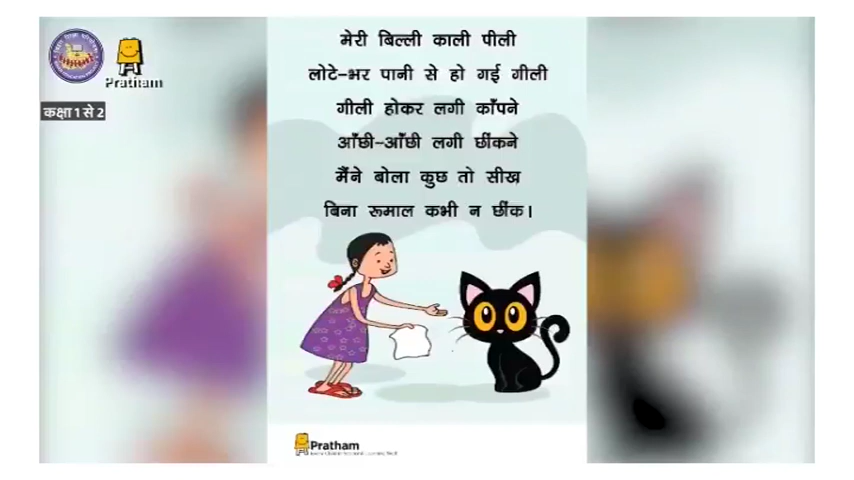 Pratham
कक्षा 1 से 2
मेरी बिल्ली काली पीली
लोटे-भर पानी से हो गई गीली
गीली होकर लगी काँपने
आँछी-आँछी लगी छींकने
मैंने बोला कुछ तो सीख
बिना रूमाल कभी न छींक।
Pratham